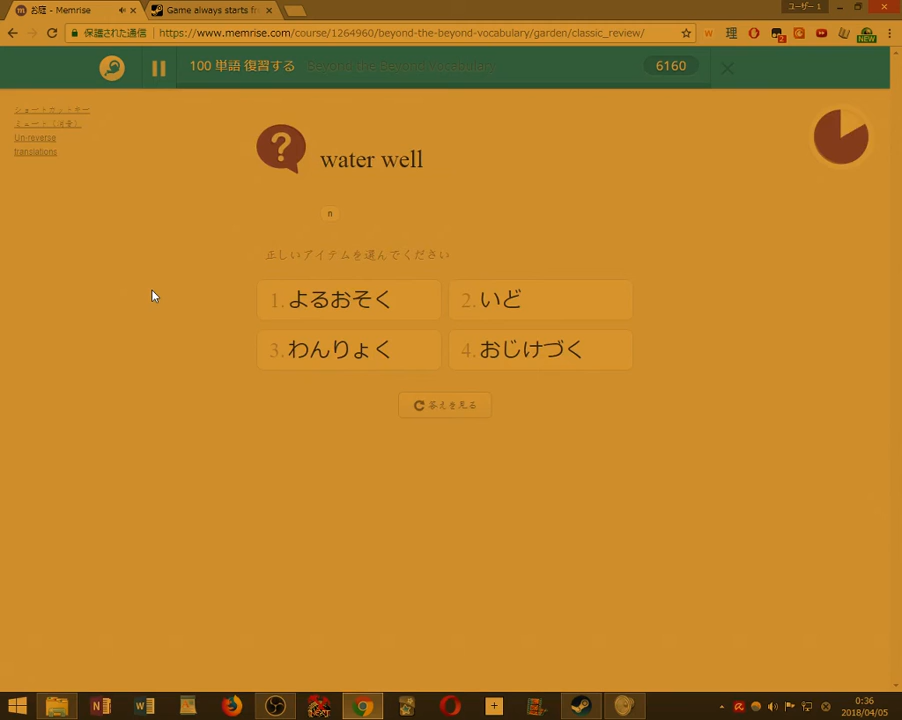 お庭 - Memrise
Game always starts fr
ユーザー 1
保護された通信
https://www.memrise.com/course/1264960/beyond-the-beyond-vocabulary/garden/classic_review/
NEW
100 単語 復習する
Beyond the Beyond Vocabulary
6160
ショートカットキー
ミュート (消音)
Un-reverse
translations
?
water well
n
正しいアイテムを選んでください
1. よるおそく
2. いど
3. わんりょく
4. おじけづく
答えを見る
0:36
2018/04/05